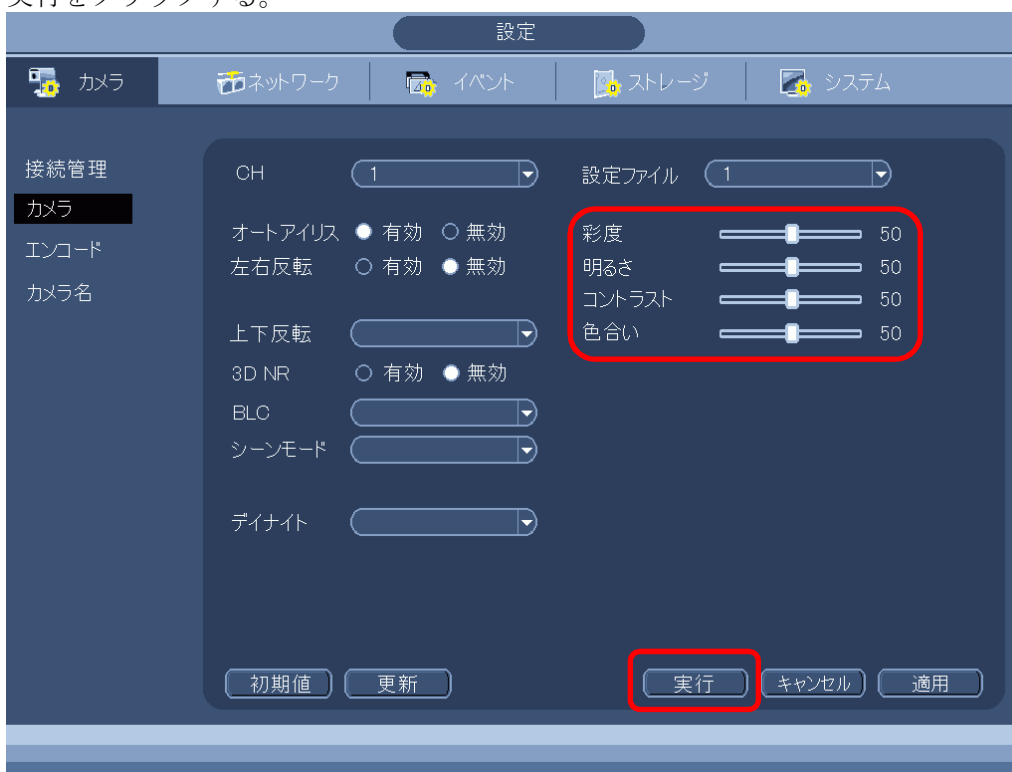 実行をクリックする。
設定
カメラ ネットワーク イベント ストレージ システム
接続管理
カメラ
エンコード
カメラ名
CH 1 設定ファイル 1
オートアイリス 有効 無効 彩度 50
左右反転 有効 無効 明るさ 50
コントラスト 50
上下反転 色合い 50
3D NR 有効 無効
BLC
シーンモード
デイナイト
初期値 更新 実行 キャンセル 適用